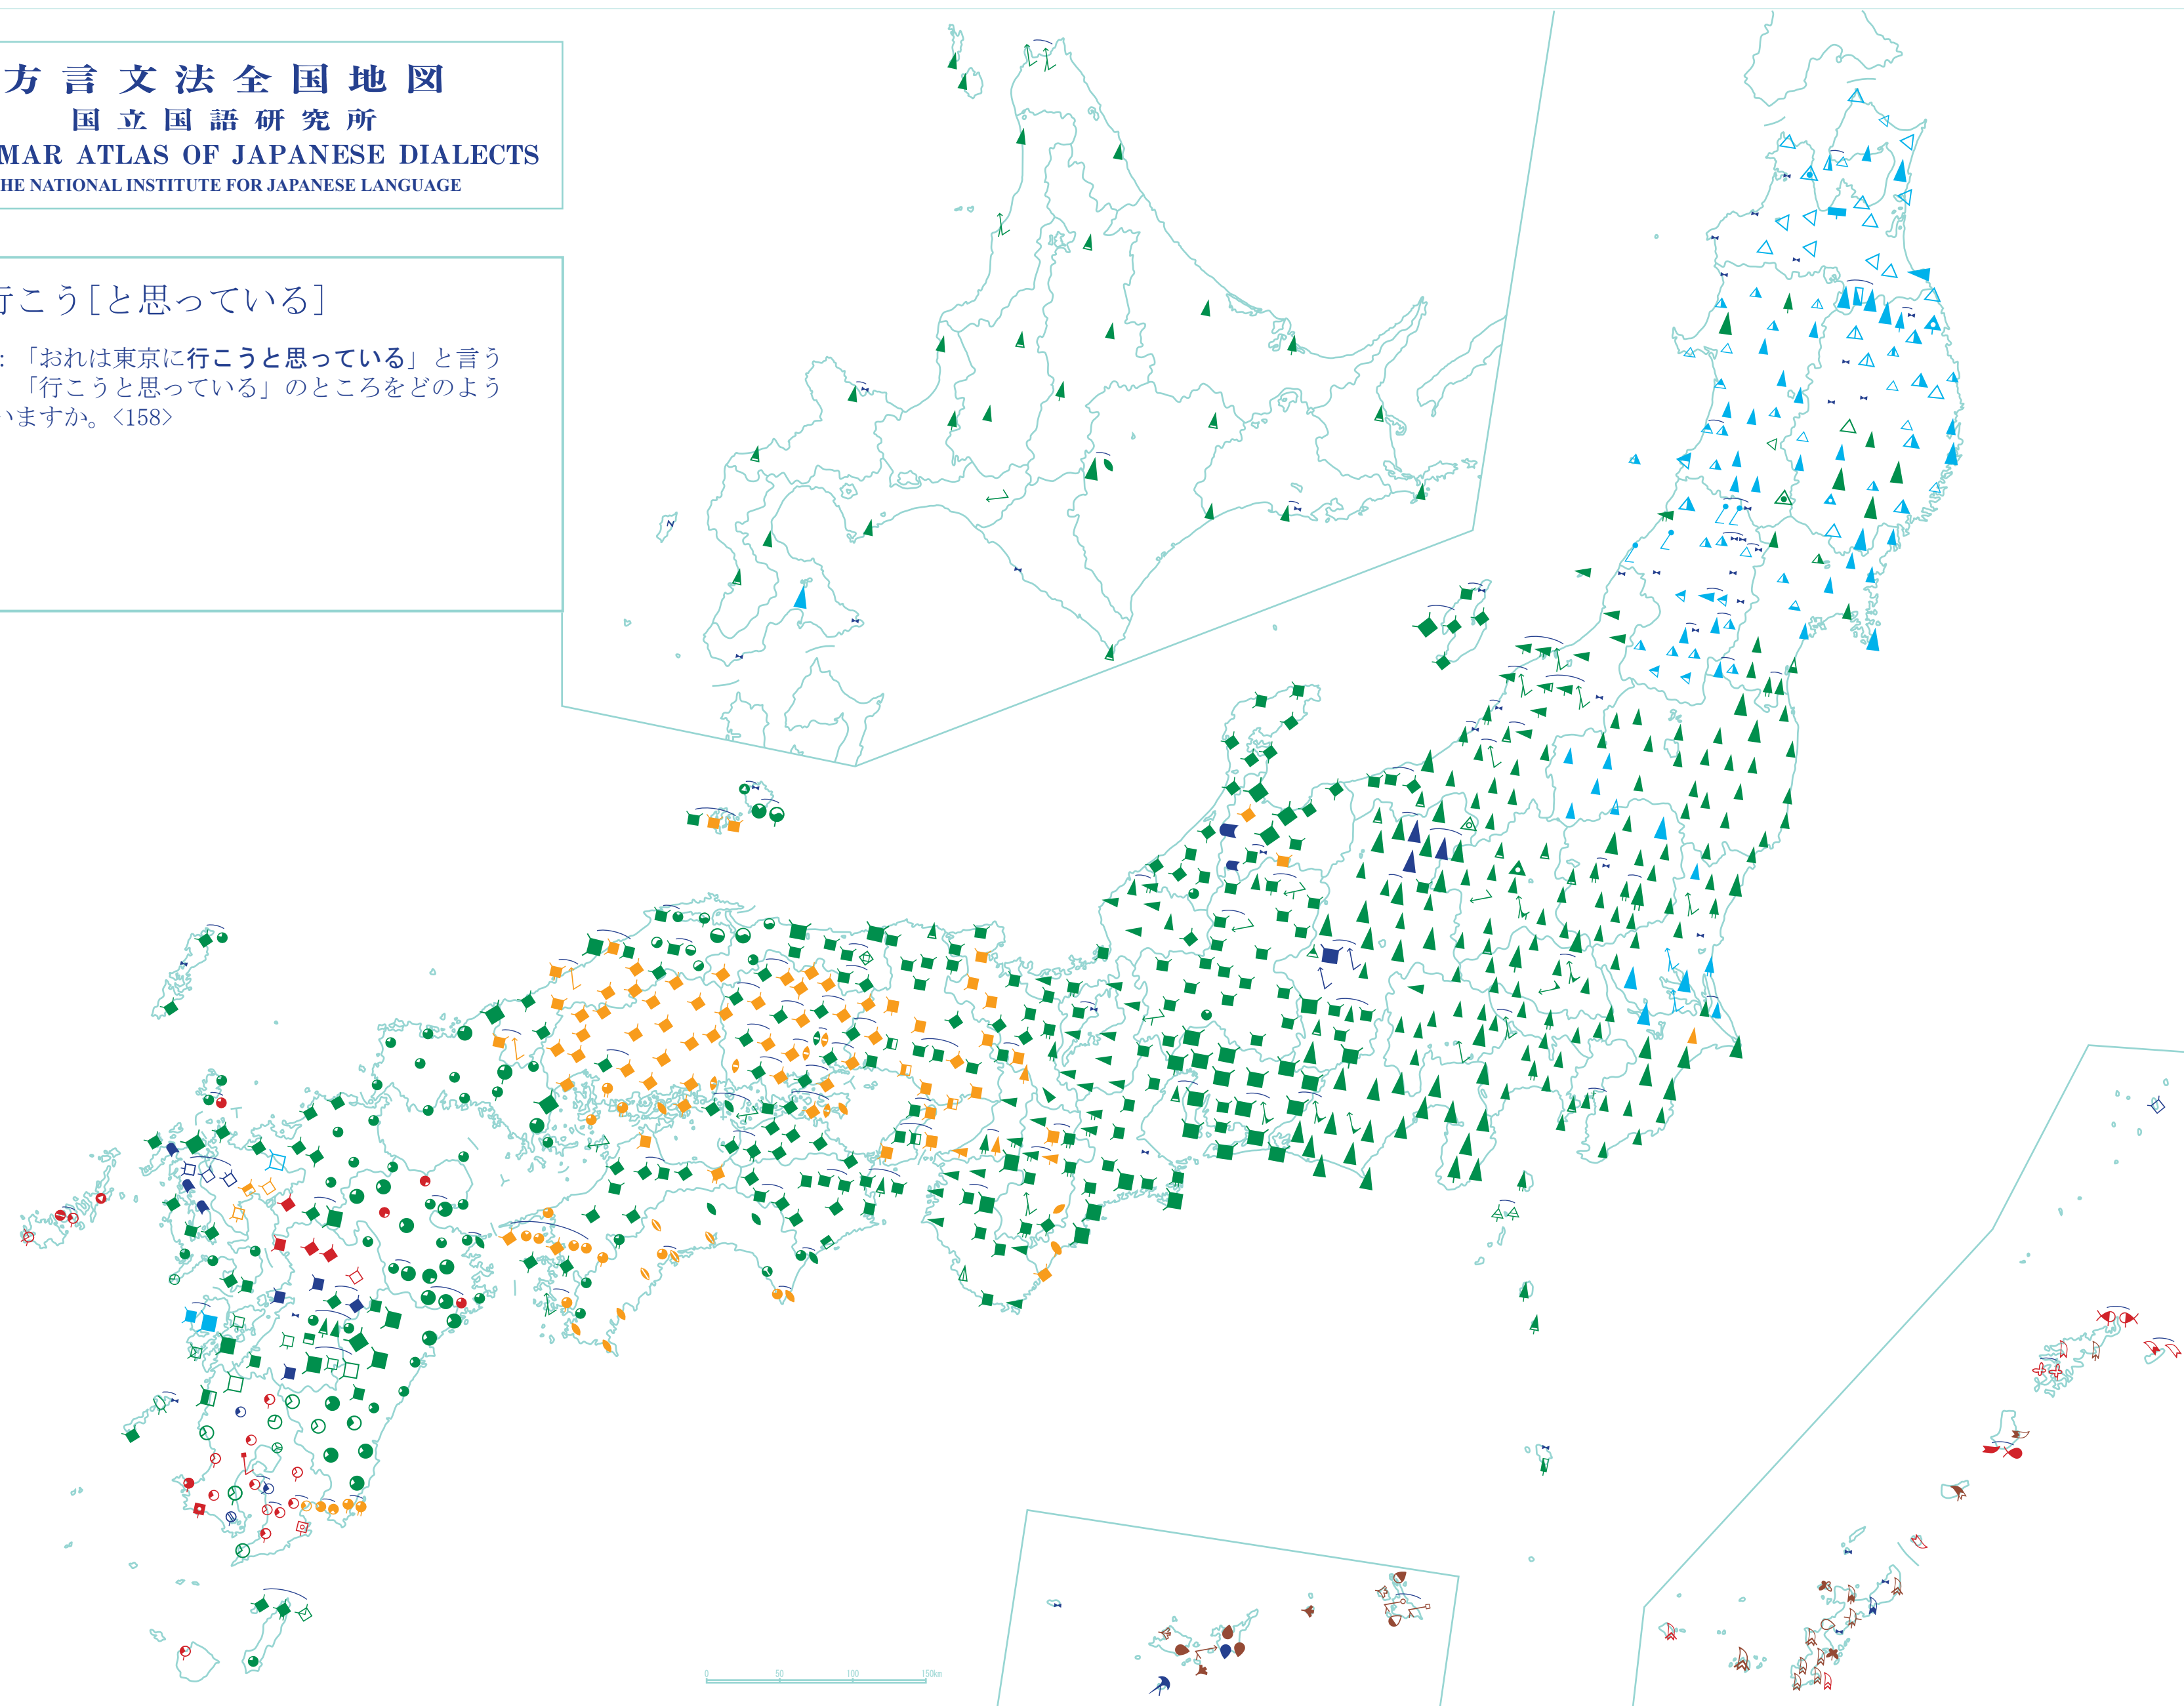 方言文法全国地図
国立国語研究所
MAR ATLAS OF JAPANESE DIALECTS
HE NATIONAL INSTITUTE FOR JAPANESE LANGUAGE
行こう[と思っている]
:「おれは東京に行こうと思っている」と言う
「行こうと思っている」のところをどのよう
いますか。<158>
0 50 100 150km